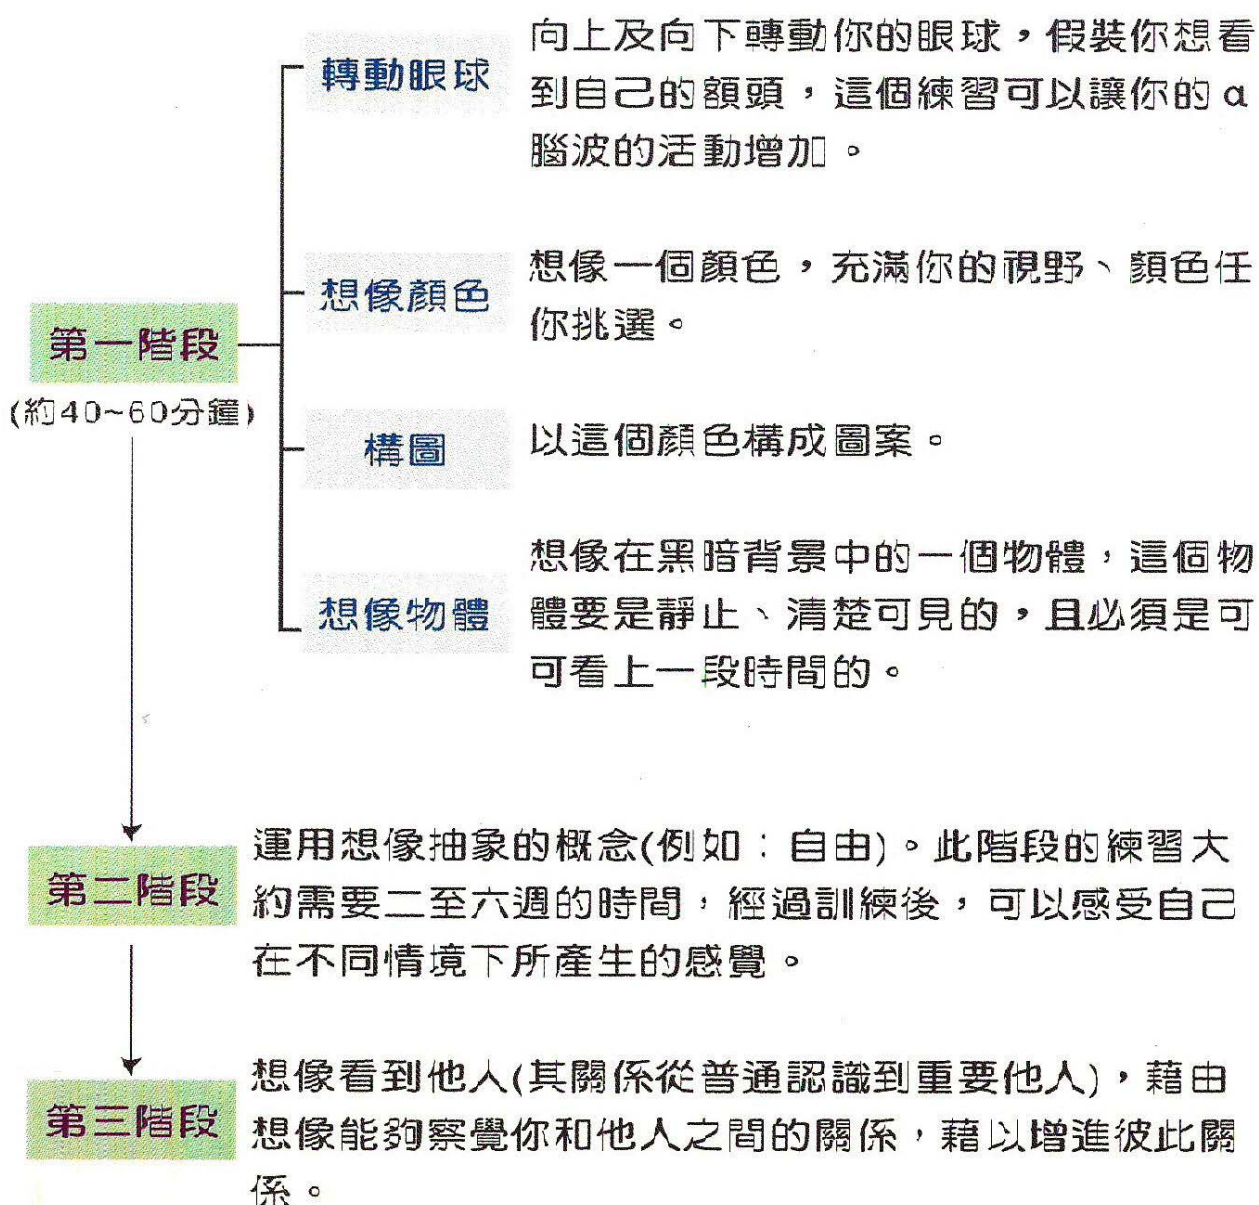 轉動眼球
向上及向下轉動你的眼球，假裝你想看
到自己的額頭，這個練習可以讓你的α
腦波的活動增加。
想像顏色
想像一個顏色，充滿你的視野、顏色任
你挑選。
第一階段
(約40~60分鐘)
構圖
以這個顏色構成圖案。
想像物體
想像在黑暗背景中的一個物體，這個物
體要是靜止、清楚可見的，且必須是可
可看上一段時間的。
第二階段
運用想像抽象的概念(例如：自由)。此階段的練習大
約需要二至六週的時間，經過訓練後，可以感受自己
在不同情境下所產生的感覺。
第三階段
想像看到他人(其關係從普通認識到重要他人)，藉由
想像能夠察覺你和他人之間的關係，藉以增進彼此關
係。